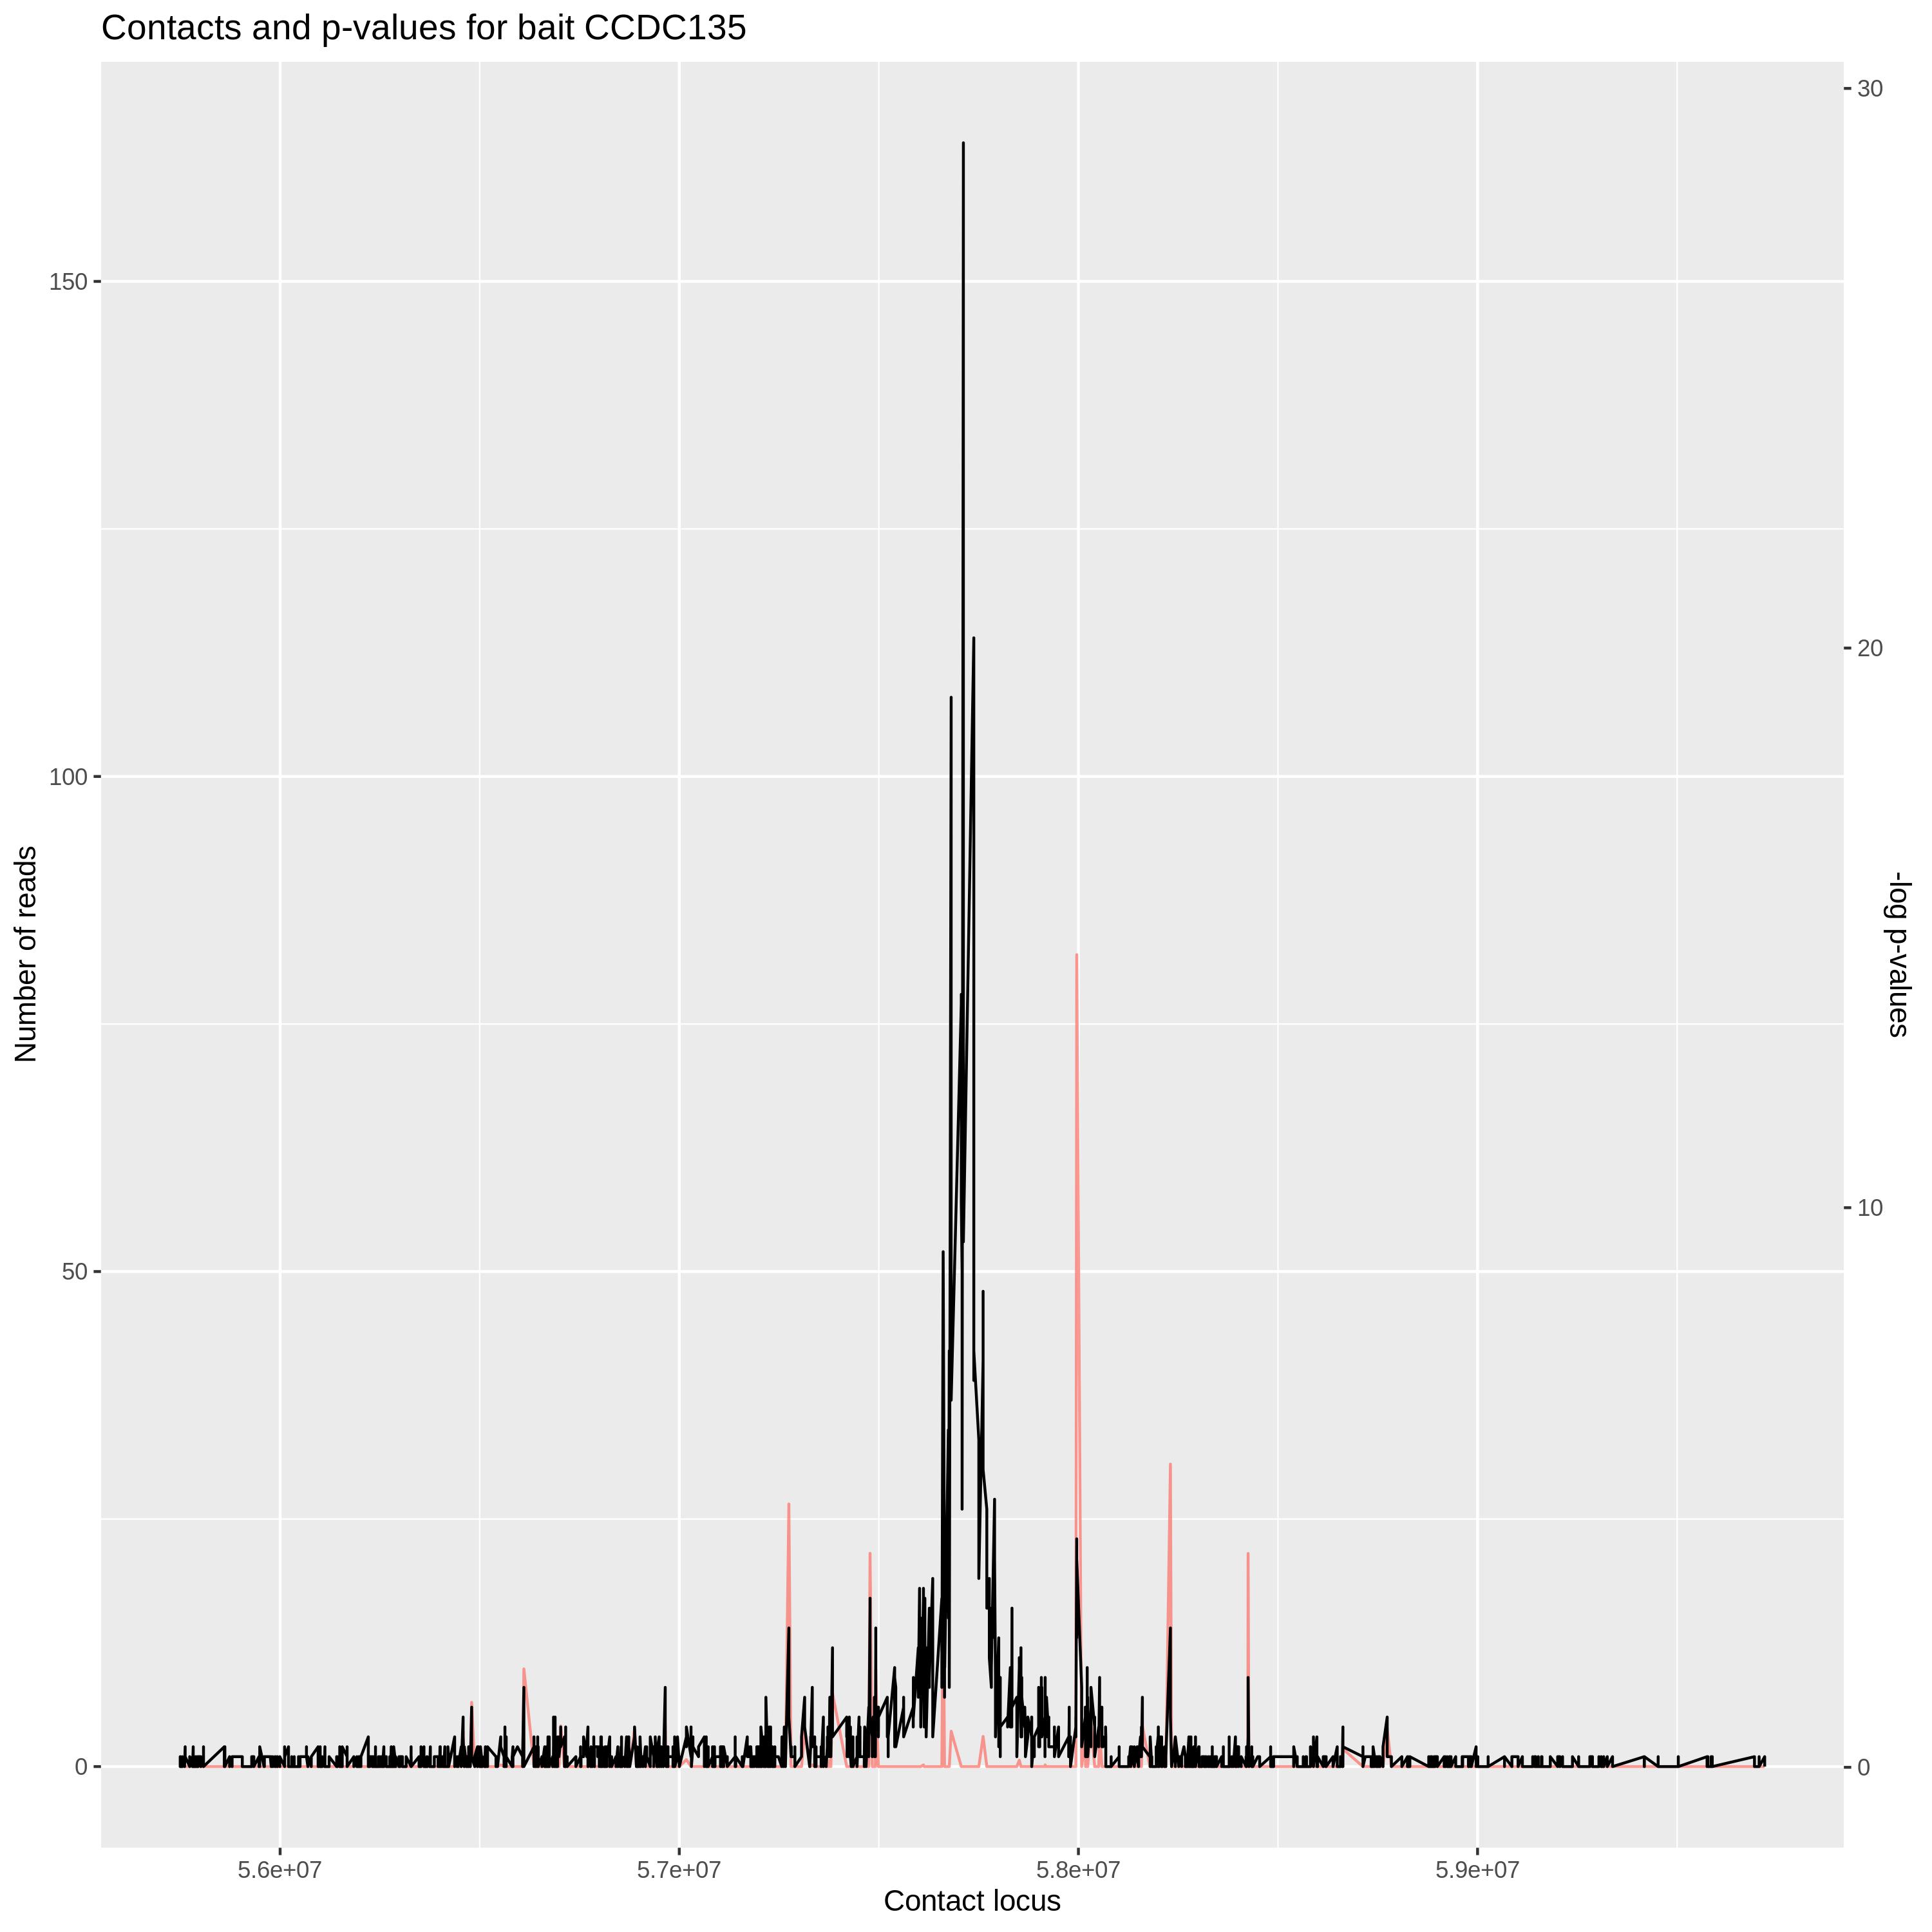 Contacts and p-values for bait CCDC135
Number of reads
150
100
50
0
30
20
10
0
-log p-values
5.6e+07
5.7e+07
5.8e+07
5.9e+07
Contact locus